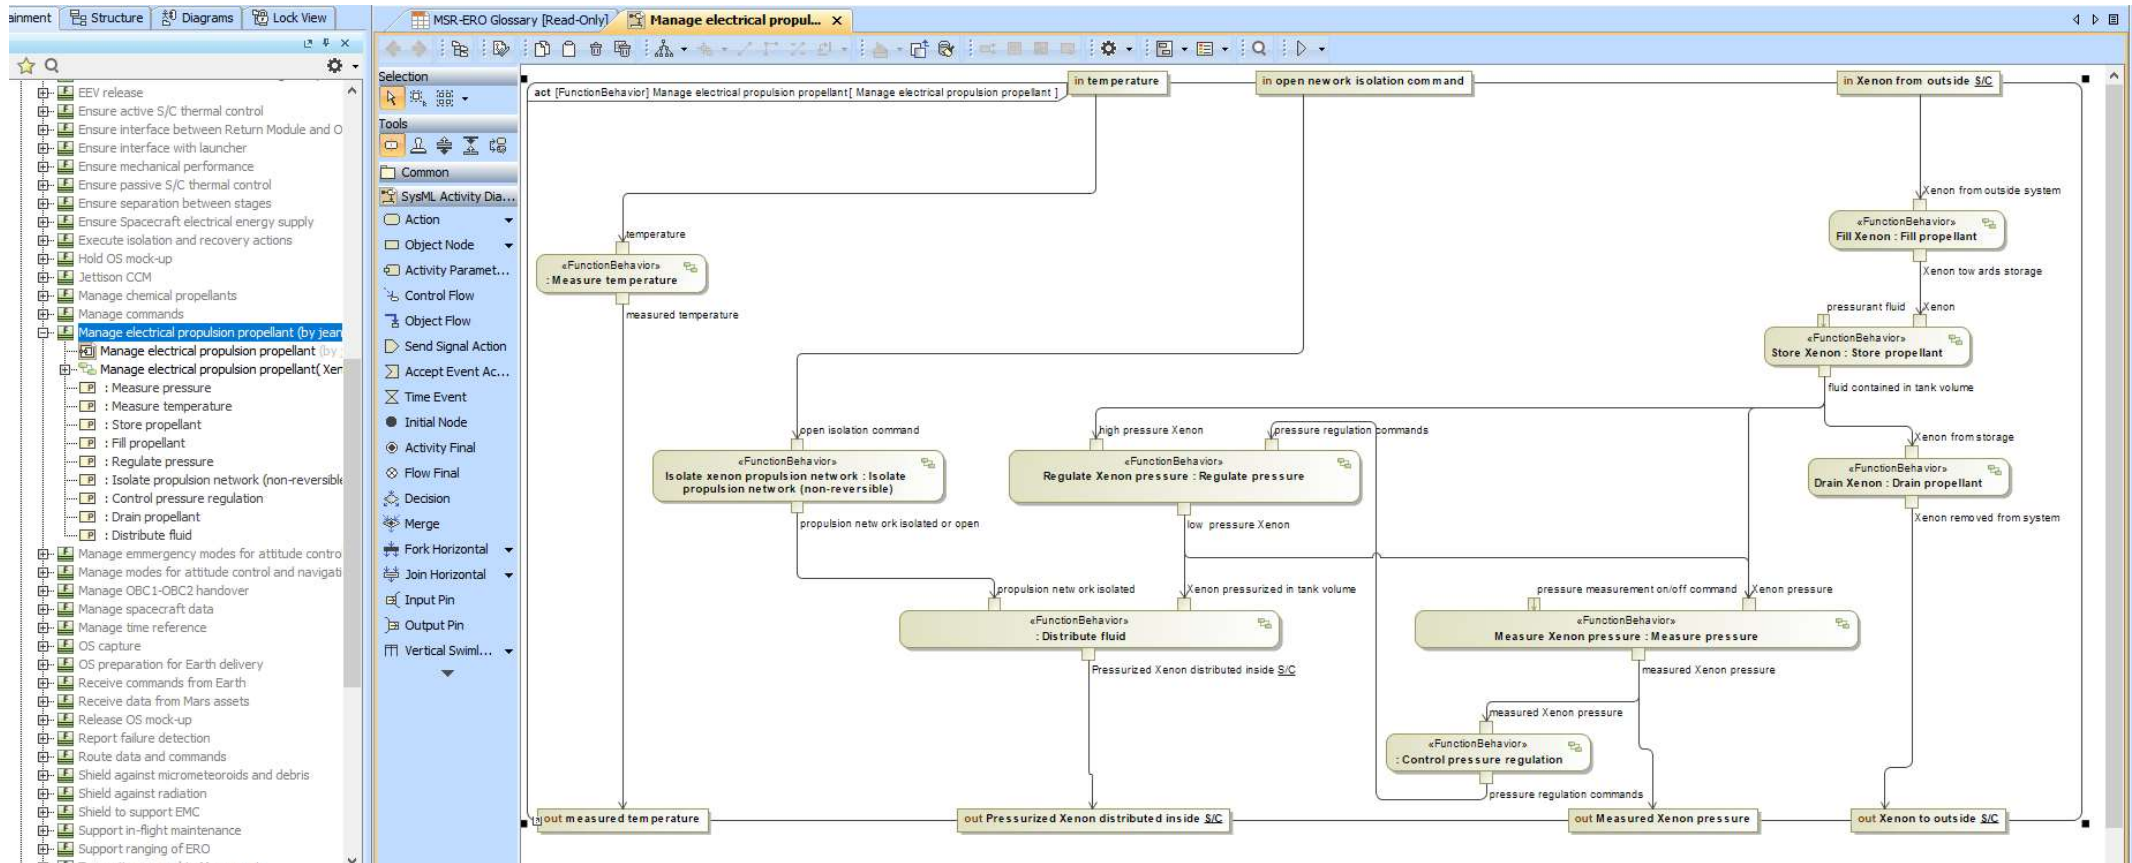 ainment
Structure
Diagrams
Lock View
EEV release
Ensure active S/C thermal control
Ensure interface between Return Module and O
Ensure interface with launcher
Ensure mechanical performance
Ensure passive S/C thermal control
Ensure separation between stages
Ensure Spacecraft electrical energy supply
Execute isolation and recovery actions
Hold OS mock-up
Jettison CCM
Manage chemical propellants
Manage commands
Manage electrical propulsion propellant (by jean
Manage electrical propulsion propellant (by j
Manage electrical propulsion propellant( Xer
: Measure pressure
: Measure temperature
: Store propellant
: Fill propellant
: Regulate pressure
: Isolate propulsion network (non-reversible
: Control pressure regulation
: Drain propellant
: Distribute fluid
Manage emmergency modes for attitude contro
Manage modes for attitude control and navigati
Manage OBC1-OBC2 handover
Manage spacecraft data
Manage time reference
OS capture
OS preparation for Earth delivery
Receive commands from Earth
Receive data from Mars assets
Release OS mock-up
Report failure detection
Route data and commands
Shield against micrometeoroids and debris
Shield against radiation
Shield to support EMC
Support in-flight maintenance
Support ranging of ERO
MSR-ERO Glossary [Read-Only]
Manage electrical propul...
Selection
Tools
Common
SysML Activity Dia...
Action
Object Node
Activity Paramet...
Control Flow
Object Flow
Send Signal Action
Accept Event Ac...
Time Event
Initial Node
Activity Final
Flow Final
Decision
Merge
Fork Horizontal
Join Horizontal
Input Pin
Output Pin
Vertical Swiml...
act [FunctionBehavior] Manage electrical propulsion propellant[ Manage electrical propulsion propellant ]
in temperature
in open nework isolation command
in Xenon from outside S/C
Xenon from outside system
«FunctionBehavior»
Fill Xenon : Fill propellant
temperature
«FunctionBehavior»
: Measure temperature
measured temperature
Xenon towards storage
pressurant fluid
Xenon
«FunctionBehavior»
Store Xenon : Store propellant
fluid contained in tank volume
open isolation command
high pressure Xenon
pressure regulation commands
Xenon from storage
«FunctionBehavior»
Isolate xenon propulsion network : Isolate
propulsion network (non-reversible)
«FunctionBehavior»
Regulate Xenon pressure : Regulate pressure
«FunctionBehavior»
Drain Xenon : Drain propellant
propulsion network isolated or open
low pressure Xenon
Xenon removed from system
propulsion network isolated
Xenon pressurized in tank volume
pressure measurement on/off command
Xenon pressure
«FunctionBehavior»
: Distribute fluid
«FunctionBehavior»
Measure Xenon pressure : Measure pressure
Pressurized Xenon distributed inside S/C
measured Xenon pressure
measured Xenon pressure
«FunctionBehavior»
: Control pressure regulation
pressure regulation commands
out measured temperature
out Pressurized Xenon distributed inside S/C
out Measured Xenon pressure
out Xenon to outside S/C